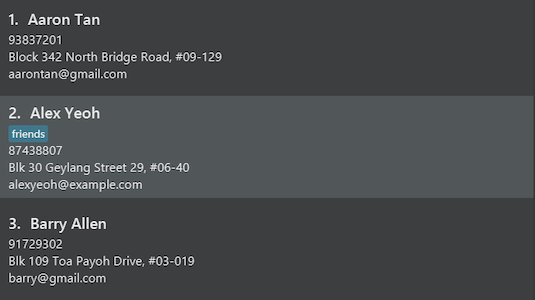 1. Aaron Tan
93837201
Block 342 North Bridge Road, #09-129
aarontan@gmail.com
2. Alex Yeoh
friends
87438807
Blk 30 Geylang Street 29, #06-40
alexyeoh@example.com
3. Barry Allen
91729302
Blk 109 Toa Payoh Drive, #03-019
barry@gmail.com